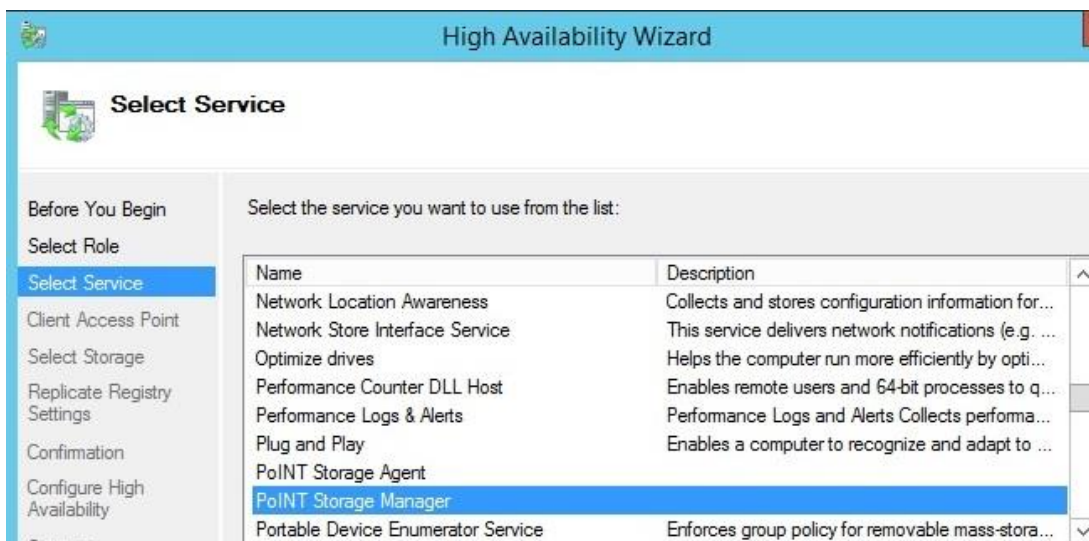 High Availability Wizard
Select Service
Before You Begin
Select Role
Select Service
Client Access Point
Select Storage
Replicate Registry
Settings
Confirmation
Configure High
Availability
Select the service you want to use from the list:
Name Description
Network Location Awareness Collects and stores configuration information for...
Network Store Interface Service This service delivers network notifications (e.g. ...
Optimize drives Helps the computer run more efficiently by opti...
Performance Counter DLL Host Enables remote users and 64-bit processes to q...
Performance Logs & Alerts Performance Logs and Alerts Collects performa...
Plug and Play Enables a computer to recognize and adapt to ...
PoINT Storage Agent
PoINT Storage Manager
Portable Device Enumerator Service Enforces group policy for removable mass-stora...